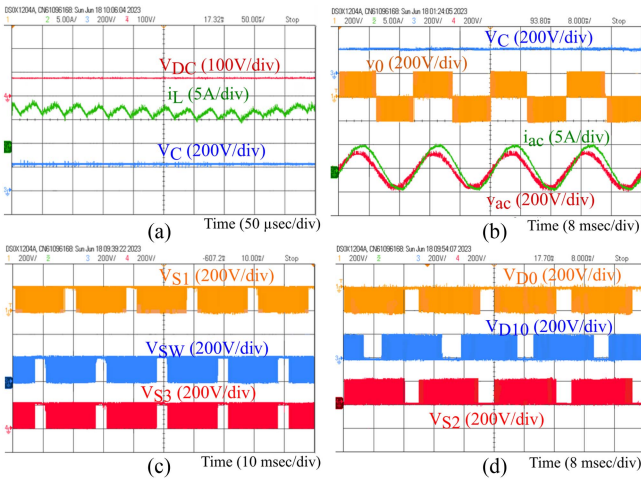 DSOX1204A, CN61096168: Sun Jun 18 10:06:04 2023
2 5.00A/ 3 200V/ 4 100V/ 17.32 50.00 Stop
VDC (100V/div)
iL (5A/div)
VC (200V/div)
Time (50 µsec/div)
(a)
DSOX1204A, CN61096168: Sun Jun 18 01:24:05 2023
1 200V/ 2 5.00A/ 3 200V/ 4 200V/ 93.80 8.000 Stop
VC (200V/div)
v0 (200V/div)
iac (5A/div)
vac (200V/div)
Time (8 msec/div)
(b)
DSOX1204A, CN61096168: Sun Jun 18 09:39:22 2023
1 200V/ 2 3 200V/ 4 200V/ -607.2 10.00 Stop
VS1 (200V/div)
VSW (200V/div)
VS3 (200V/div)
Time (10 msec/div)
(c)
DSOX1204A, CN61096168: Sun Jun 18 09:54:07 2023
1 200V/ 2 3 200V/ 4 200V/ 17.70 8.000 Stop
VD0 (200V/div)
VD10 (200V/div)
VS2 (200V/div)
Time (8 msec/div)
(d)